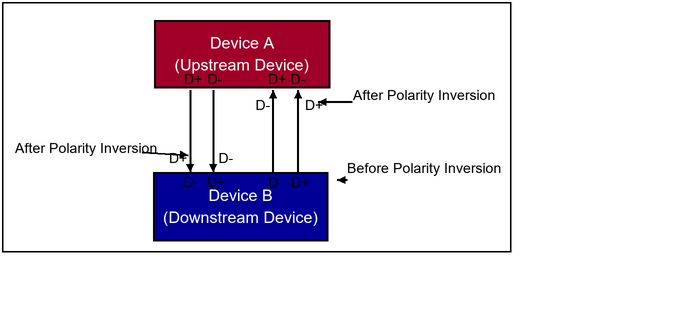 Device A
(Upstream Device)
D+ D- D+ D-
D- D+ After Polarity Inversion
After Polarity Inversion D+ D-
Before Polarity Inversion
D- D+ D- D+
Device B
(Downstream Device)